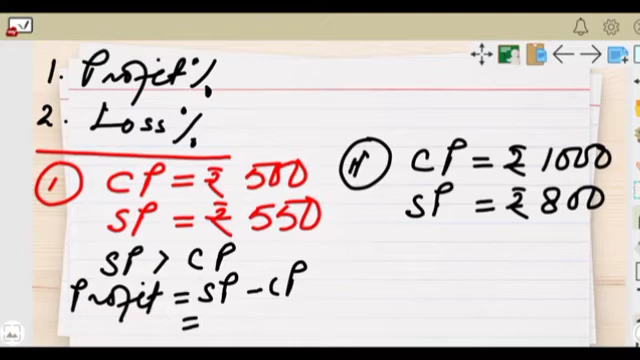 1. Profit%
2. Loss%
(1) CP = ₹ 500
SP = ₹ 550
SP > CP
Profit = SP - CP
=
(II) CP = ₹ 1000
SP = ₹ 800